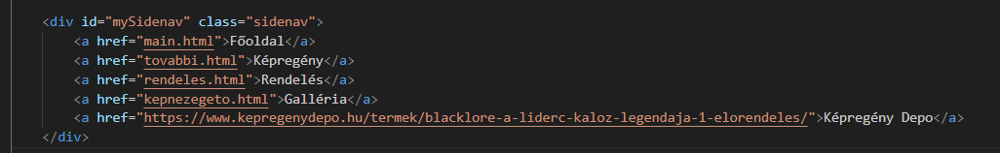 <div id="mySidenav" class="sidenav">
<a href="main.html">Főoldal</a>
<a href="tovabbi.html">Képregény</a>
<a href="rendeles.html">Rendelés</a>
<a href="kepnezegeto.html">Galléria</a>
<a href="https://www.kepregenydepo.hu/termek/blacklore-a-liderc-kaloz-legendaja-1-elorendeles/">Képregény Depo</a>
</div>